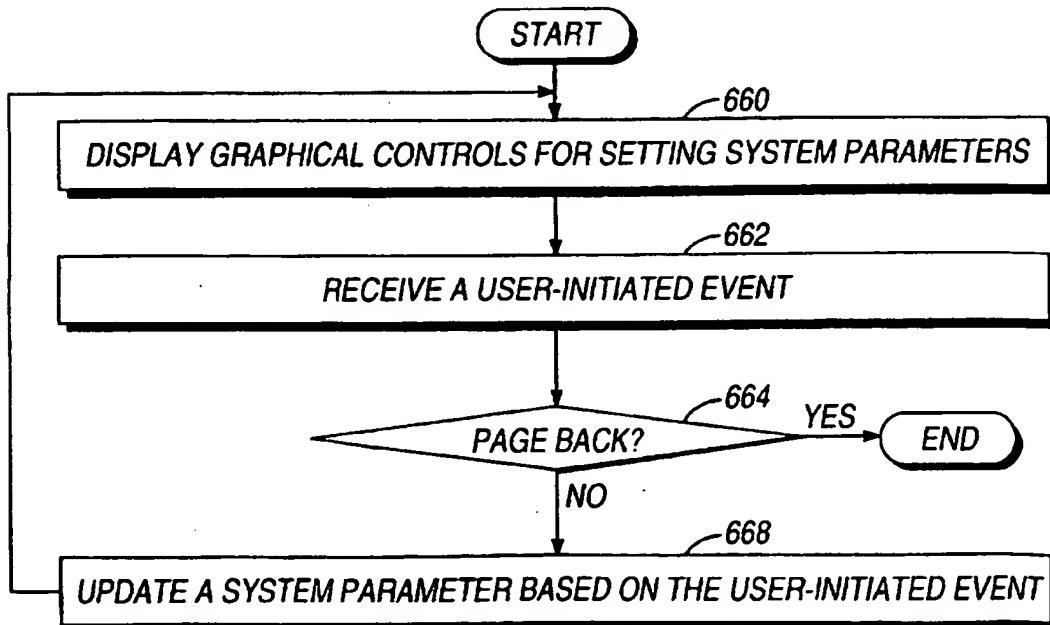 START
660
DISPLAY GRAPHICAL CONTROLS FOR SETTING SYSTEM PARAMETERS
662
RECEIVE A USER-INITIATED EVENT
664
PAGE BACK?
YES
END
NO
668
UPDATE A SYSTEM PARAMETER BASED ON THE USER-INITIATED EVENT